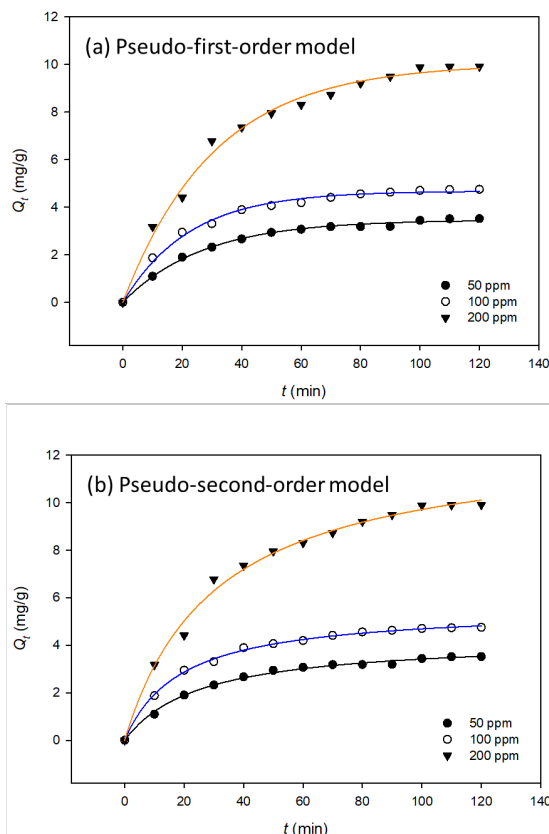 (a) Pseudo-first-order model
12
10
8
6
4
2
0
Qt (mg/g)
50 ppm
100 ppm
200 ppm
0 20 40 60 80 100 120 140
t (min)
(b) Pseudo-second-order model
12
10
8
6
4
2
0
Qt (mg/g)
50 ppm
100 ppm
200 ppm
0 20 40 60 80 100 120 140
t (min)